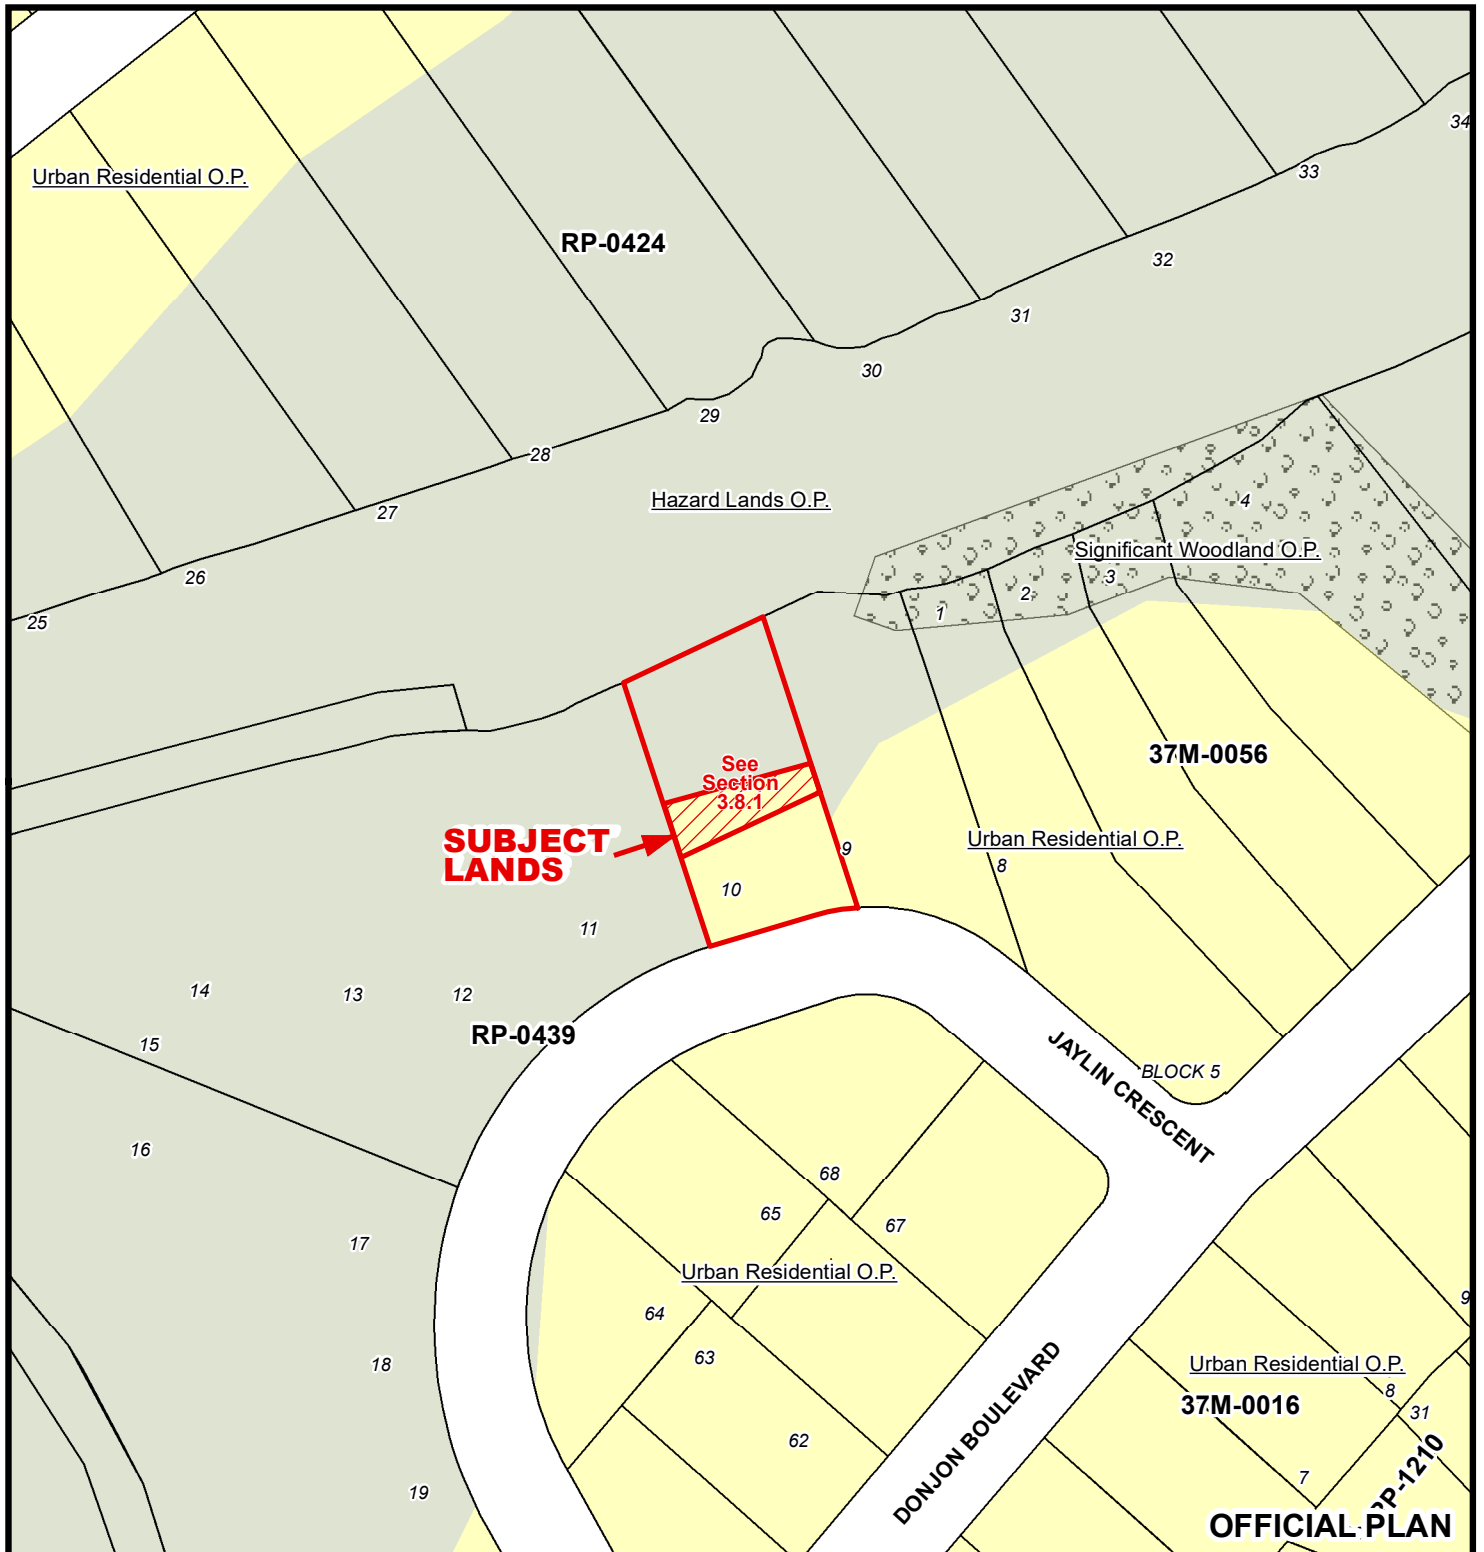 34
33
Urban Residential O.P.
RP-0424
32
31
30
29
28
Hazard Lands O.P.
4
27
Significant Woodland O.P.
26
3
2
1
25
37M-0056
See
Section
3.8.1
SUBJECT
LANDS
Urban Residential O.P.
9
8
10
11
14
13
12
RP-0439
15
JAYLIN CRESCENT
BLOCK 5
16
68
65
67
17
Urban Residential O.P.
64
9
63
18
Urban Residential O.P.
8
37M-0016
31
62
DONJON BOULEVARD
RP-1210
7
19
OFFICIAL PLAN